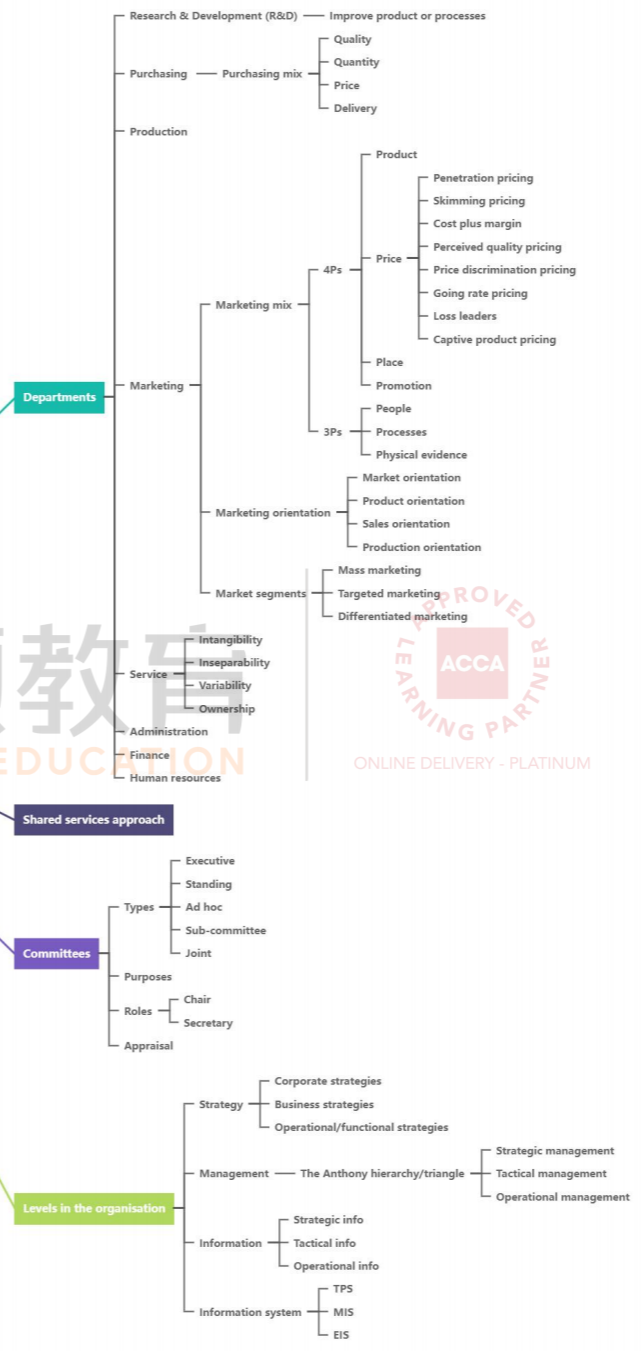 Research & Development (R&D)
Improve product or processes
Purchasing
Purchasing mix
Quality
Quantity
Price
Delivery
Production
Departments
Marketing
Marketing mix
4Ps
Product
Price
Penetration pricing
Skimming pricing
Cost plus margin
Perceived quality pricing
Price discrimination pricing
Going rate pricing
Loss leaders
Captive product pricing
Place
Promotion
3Ps
People
Processes
Physical evidence
Marketing orientation
Market orientation
Product orientation
Sales orientation
Production orientation
Market segments
Mass marketing
Targeted marketing
Differentiated marketing
Service
Intangibility
Inseparability
Variability
Ownership
Administration
Finance
Human resources
教育
EDUCATION
APPROVED
LEARNING PARTNER
ACCA
ONLINE DELIVERY - PLATINUM
Shared services approach
Committees
Types
Executive
Standing
Ad hoc
Sub-committee
Joint
Purposes
Roles
Chair
Secretary
Appraisal
Levels in the organisation
Strategy
Corporate strategies
Business strategies
Operational/functional strategies
Management
The Anthony hierarchy/triangle
Strategic management
Tactical management
Operational management
Information
Strategic info
Tactical info
Operational info
Information system
TPS
MIS
EIS